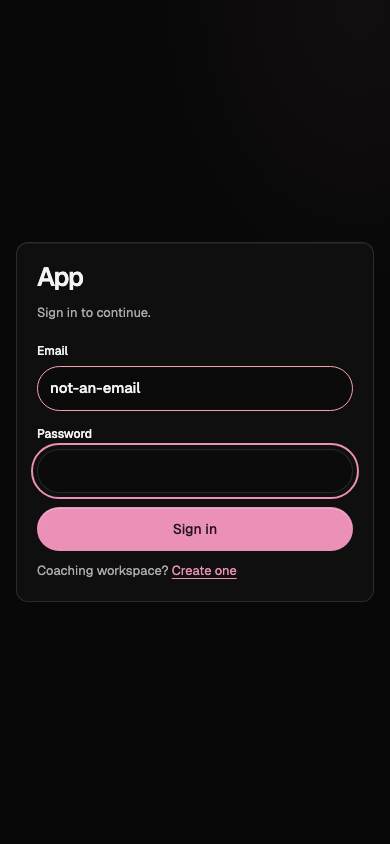 App
Sign in to continue.
Email
not-an-email
Password
Sign in
Coaching workspace? Create one